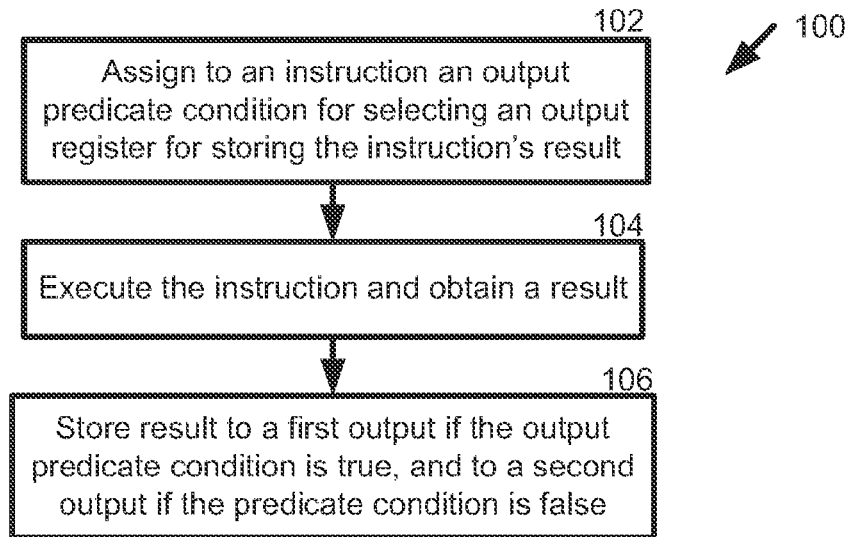 102
100
Assign to an instruction an output
predicate condition for selecting an output
register for storing the instruction's result
104
Execute the instruction and obtain a result
106
Store result to a first output if the output
predicate condition is true, and to a second
output if the predicate condition is false